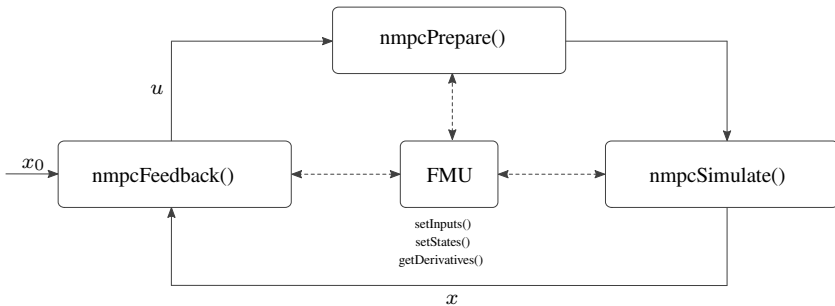 nmpcPrepare()
u
x₀
nmpcFeedback()
FMU
nmpcSimulate()
setInputs()
setStates()
getDerivatives()
x